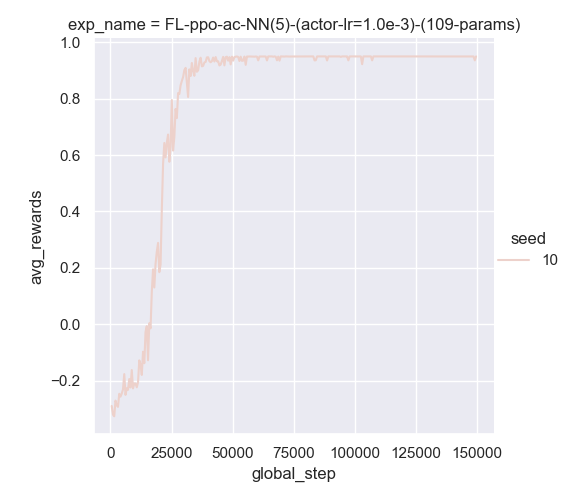 exp_name = FL-ppo-ac-NN(5)-(actor-lr=1.0e-3)-(109-params)
1.0
0.8
0.6
0.4
0.2
0.0
−0.2
avg_rewards
0 25000 50000 75000 100000 125000 150000
global_step
seed
10